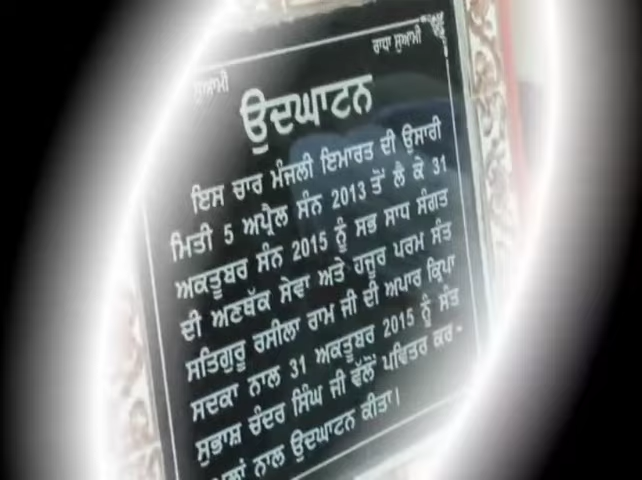 ਸੁਆਮੀ ਰਾਧਾ ਸੁਆਮੀ
ਉਦਘਾਟਨ
ਇਸ ਚਾਰ ਮੰਜਲੀ ਇਮਾਰਤ ਦੀ ਉਸਾਰੀ
ਮਿਤੀ 5 ਅਪ੍ਰੈਲ ਸੰਨ 2013 ਤੋਂ ਲੈ ਕੇ 31
ਅਕਤੂਬਰ ਸੰਨ 2015 ਨੂੰ ਸਭ ਸਾਧ ਸੰਗਤ
ਦੀ ਅਣਥੱਕ ਸੇਵਾ ਅਤੇ ਹਜੂਰ ਪਰਮ ਸੰਤ
ਸਤਿਗੁਰੂ ਰਸੀਲਾ ਰਾਮ ਜੀ ਦੀ ਅਪਾਰ ਕ੍ਰਿਪਾ
ਸਦਕਾ ਨਾਲ 31 ਅਕਤੂਬਰ 2015 ਨੂੰ ਸੰਤ
ਸੁਭਾਸ਼ ਚੰਦਰ ਸਿੰਘ ਜੀ ਵੱਲੋਂ ਪਵਿਤਰ ਕਰ-
ਨਾਲ ਉਦਘਾਟਨ ਕੀਤਾ।